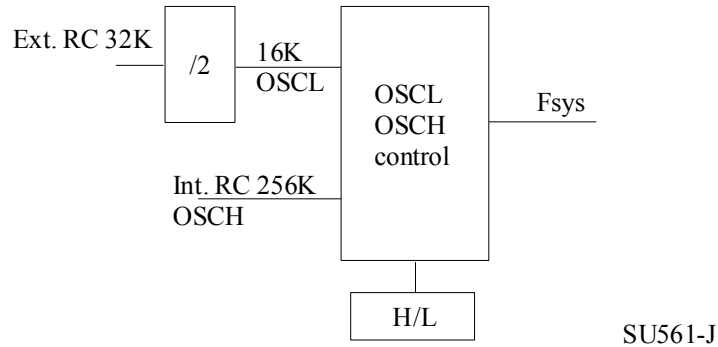 Ext. RC 32K
/2
16K
OSCL
OSCL
OSCH
control
Fsys
Int. RC 256K
OSCH
H/L
SU561-J